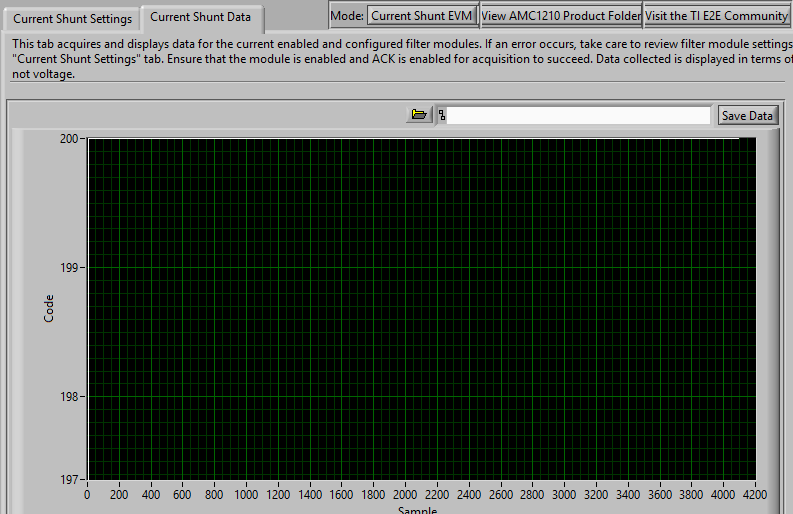 Current Shunt Settings
Current Shunt Data
Mode:
Current Shunt EVM
View AMC1210 Product Folder
Visit the TI E2E Community
This tab acquires and displays data for the current enabled and configured filter modules. If an error occurs, take care to review filter module settings
"Current Shunt Settings" tab. Ensure that the module is enabled and ACK is enabled for acquisition to succeed. Data collected is displayed in terms of
not voltage.
Save Data
200
199
Code
198
197
0 200 400 600 800 1000 1200 1400 1600 1800 2000 2200 2400 2600 2800 3000 3200 3400 3600 3800 4000 4200
Sample